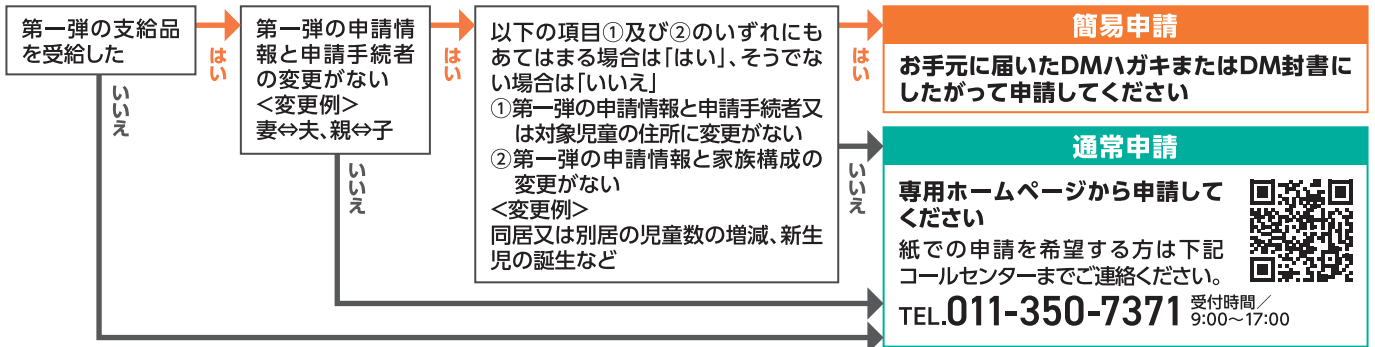 第一弾の支給品
を受給した
はい
いいえ
第一弾の申請情
報と申請手続者
の変更がない
<変更例>
妻⇔夫、親⇔子
はい
いいえ
以下の項目①及び②のいずれにも
あてはまる場合は「はい」、そうでな
い場合は「いいえ」
①第一弾の申請情報と申請手続者又
は対象児童の住所に変更がない
②第一弾の申請情報と家族構成の
変更がない
<変更例>
同居又は別居の児童数の増減、新生
児の誕生など
はい
いいえ
簡易申請
お手元に届いたDMハガキまたはDM封書に
したがって申請してください
通常申請
専用ホームページから申請して
ください
紙での申請を希望する方は下記
コールセンターまでご連絡ください。
TEL.011-350-7371 受付時間/
9:00〜17:00